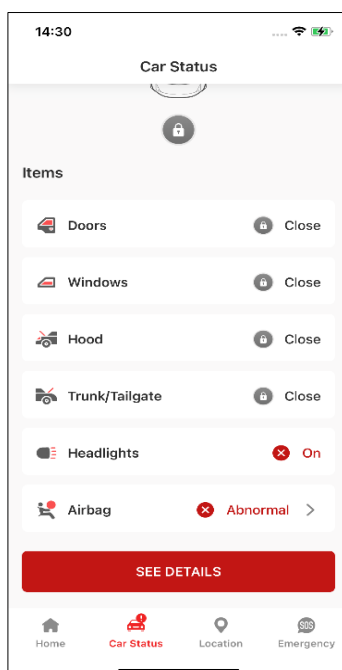 14:30
Car Status
Items
Doors Close
Windows Close
Hood Close
Trunk/Tailgate Close
Headlights On
Airbag Abnormal
SEE DETAILS
SOS
Home Car Status Location Emergency